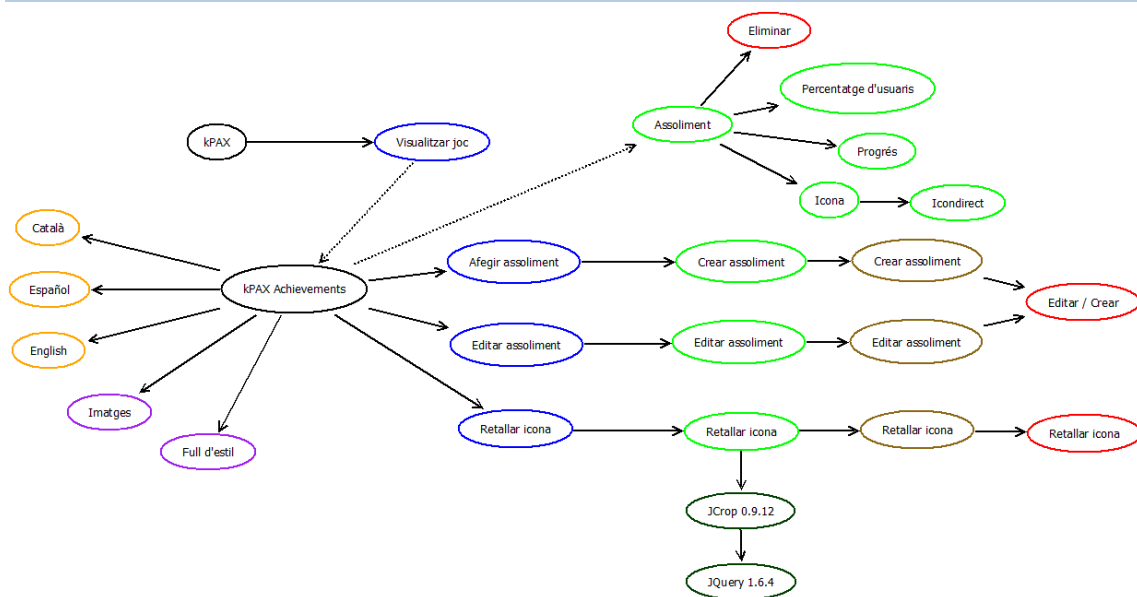 Eliminar
Percentatge d'usuaris
Assoliment
kPAX
Visualitzar joc
Progrés
Icona
Icondirect
Català
Afegir assoliment
Crear assoliment
Crear assoliment
Español
kPAX Achievements
Editar / Crear
English
Editar assoliment
Editar assoliment
Editar assoliment
Imatges
Retallar icona
Retallar icona
Retallar icona
Retallar icona
Full d'estil
JCrop 0.9.12
JQuery 1.6.4